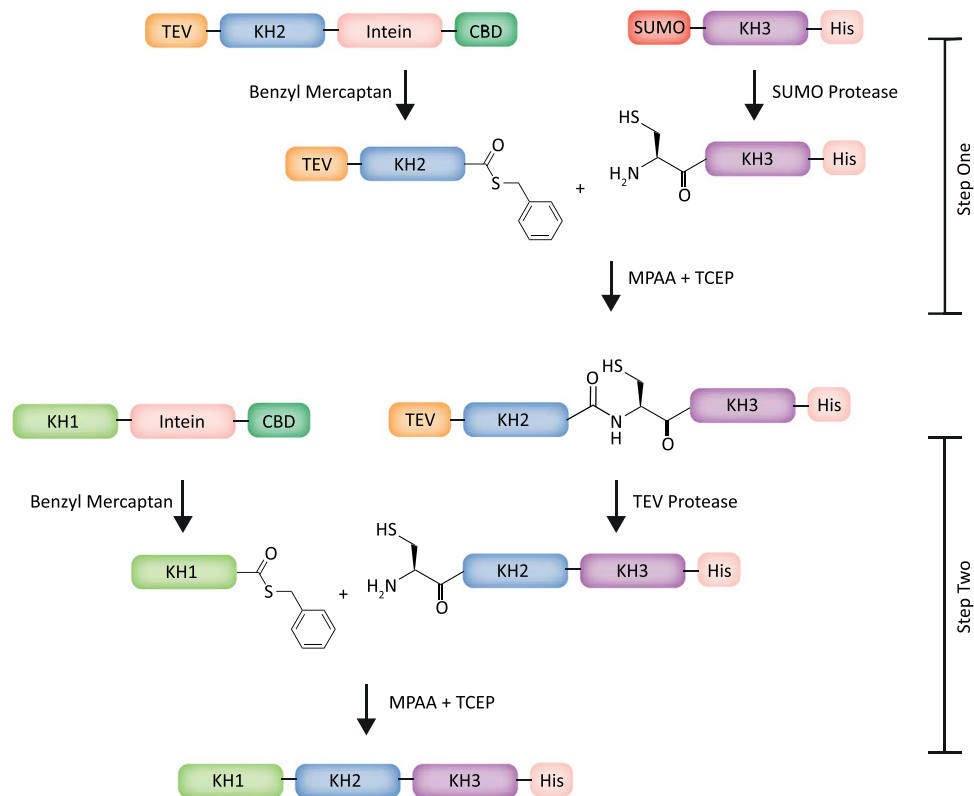 TEV KH2 Intein CBD SUMO KH3 His
Benzyl Mercaptan SUMO Protease
HS
TEV KH2 O S + H2N O KH3 His
MPAA + TCEP
Step One
HS
KH1 Intein CBD TEV KH2 O N H O KH3 His
Benzyl Mercaptan TEV Protease
HS
KH1 O S + H2N O KH2 KH3 His
MPAA + TCEP
Step Two
KH1 KH2 KH3 His